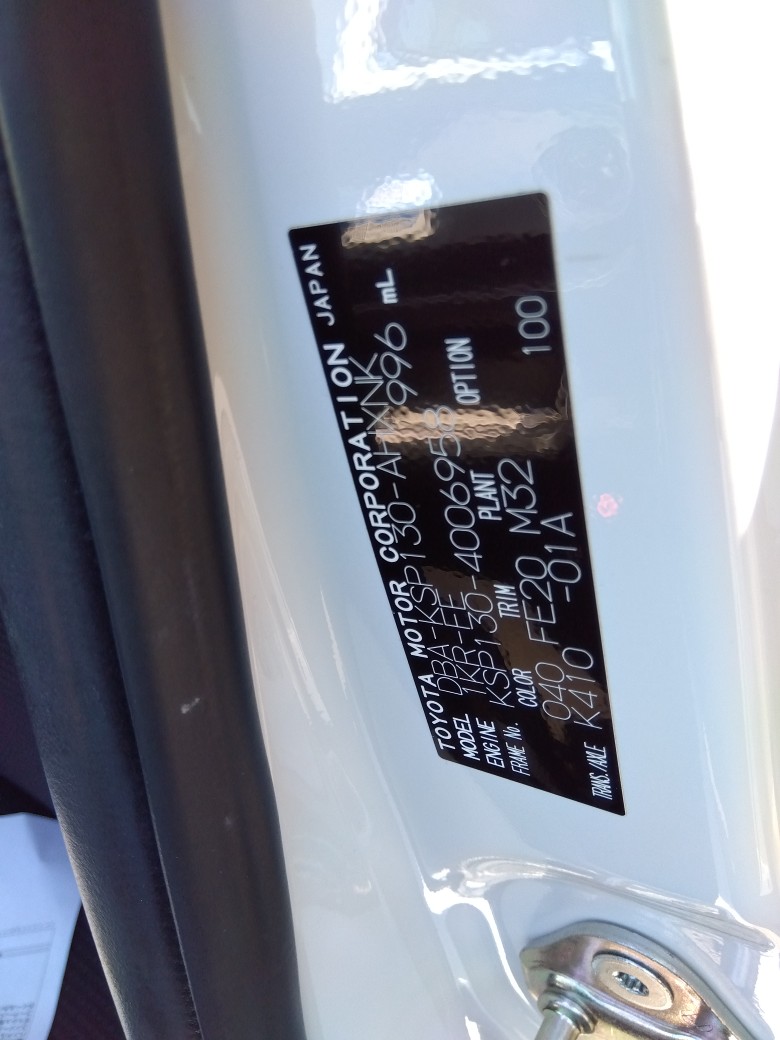 TOYOTA MOTOR CORPORATION JAPAN
MODEL DBA-KSP130-AHXNK
ENGINE 1KR-FE 996 mL
FRAME No. KSP130-4006958
COLOR TRIM PLANT OPTION
040 FE20 M32 100
TRANS./AXLE K410 -01A